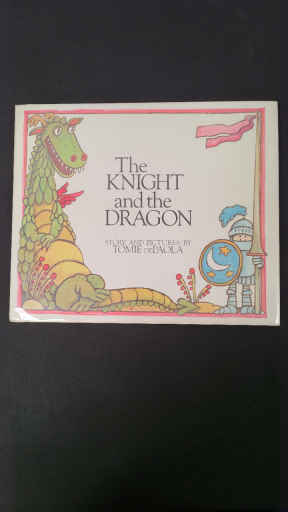 The
KNIGHT
and the
DRAGON
STORY AND PICTURES BY
TOMIE DEPAOLA